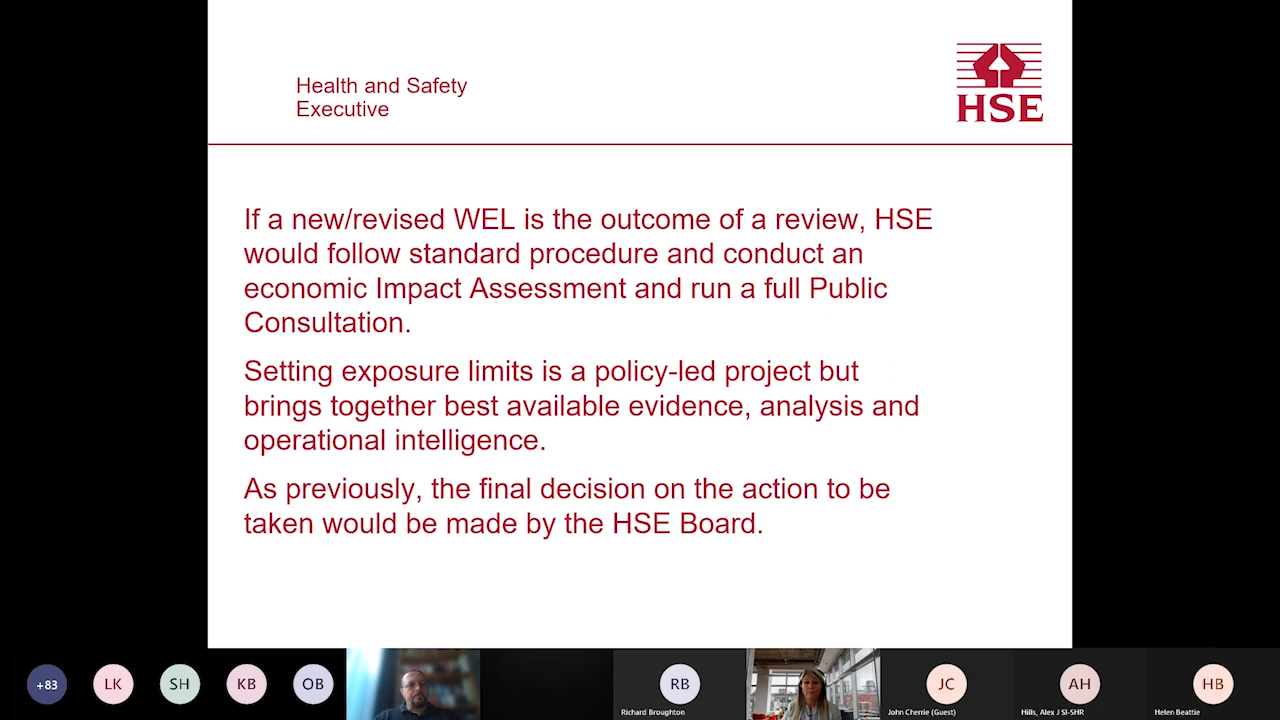 Health and Safety
Executive
HSE
If a new/revised WEL is the outcome of a review, HSE
would follow standard procedure and conduct an
economic Impact Assessment and run a full Public
Consultation.
Setting exposure limits is a policy-led project but
brings together best available evidence, analysis and
operational intelligence.
As previously, the final decision on the action to be
taken would be made by the HSE Board.
+83
LK
SH
KB
OB
RB
Richard Broughton
JC
John Cherrie (Guest)
AH
Hills, Alex J SI-SHR
HB
Helen Beattie